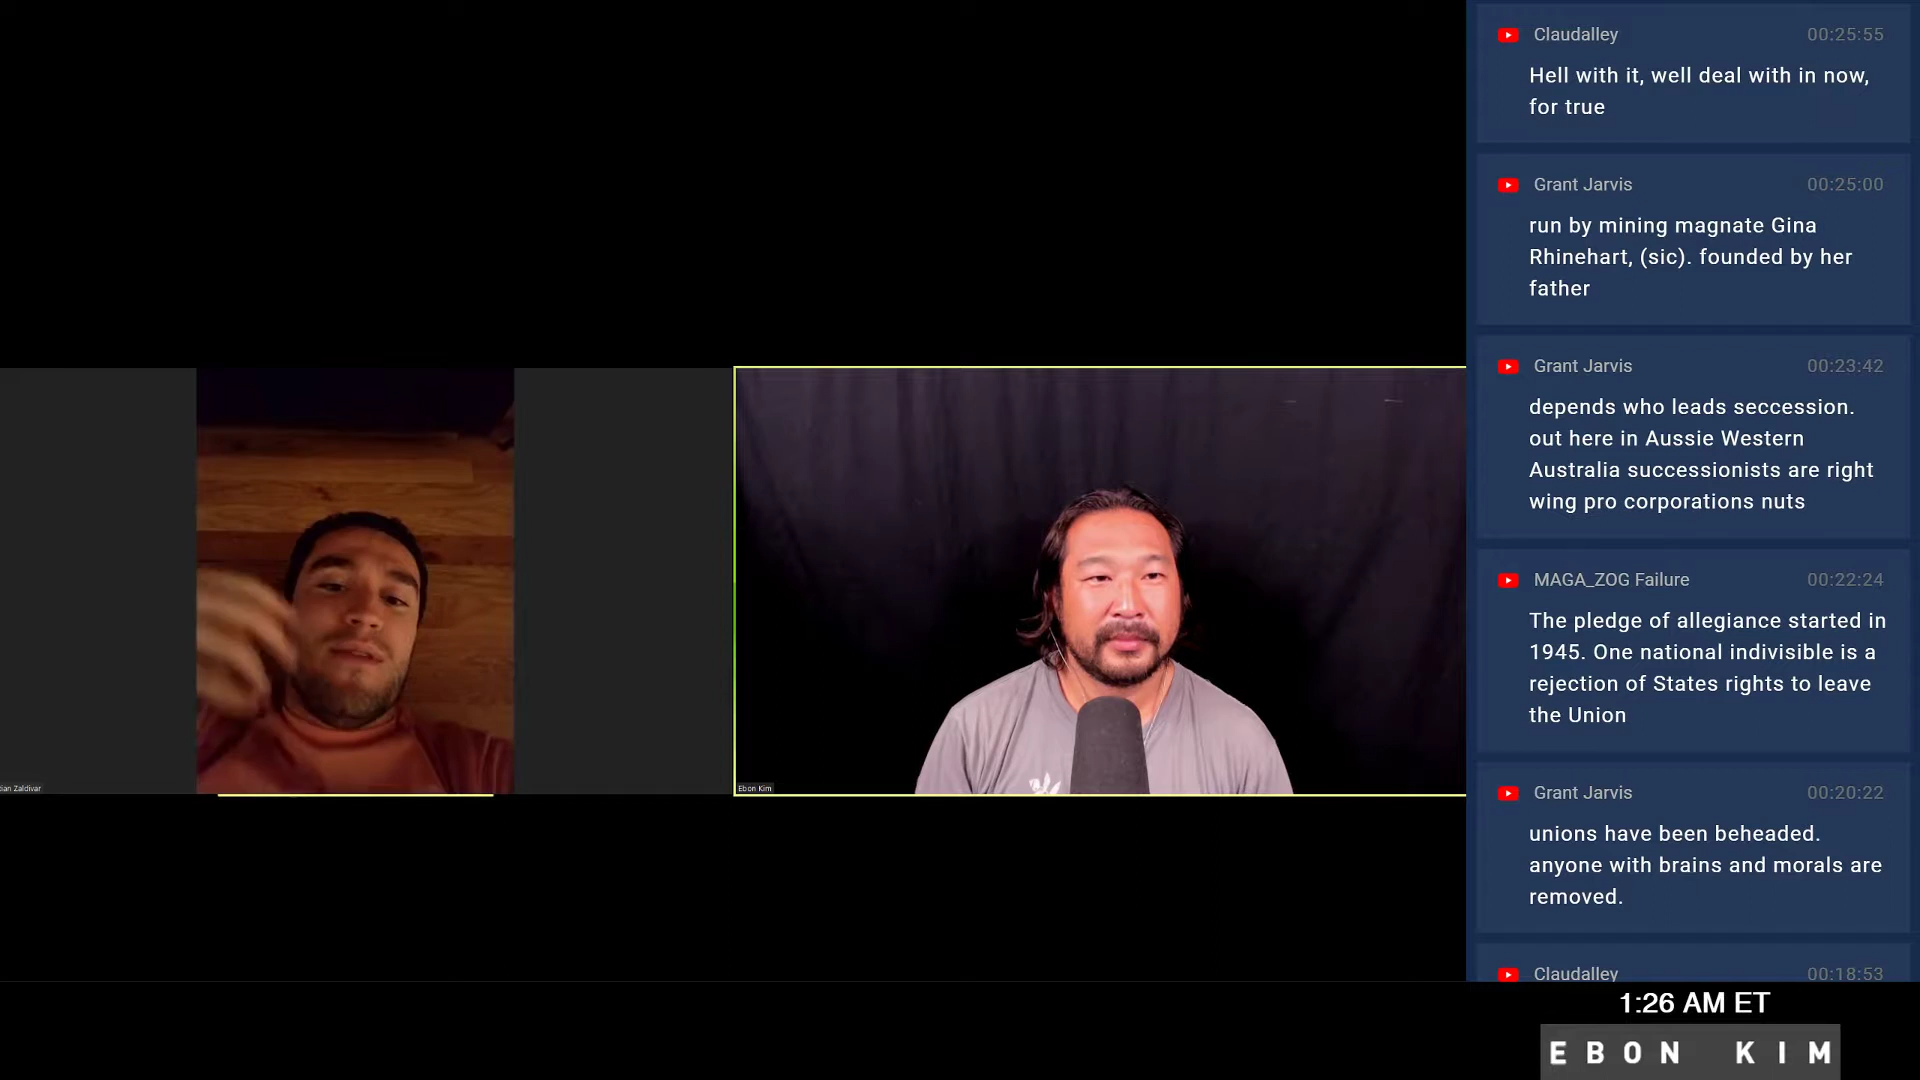 ian Zaldivar
Ebon Kim
Claudalley 00:25:55
Hell with it, well deal with in now,
for true
Grant Jarvis 00:25:00
run by mining magnate Gina
Rhinehart, (sic). founded by her
father
Grant Jarvis 00:23:42
depends who leads seccession.
out here in Aussie Western
Australia successionists are right
wing pro corporations nuts
MAGA_ZOG Failure 00:22:24
The pledge of allegiance started in
1945. One national indivisible is a
rejection of States rights to leave
the Union
Grant Jarvis 00:20:22
unions have been beheaded.
anyone with brains and morals are
removed.
Claudalley 00:18:53
1:26 AM ET
EBON KIM